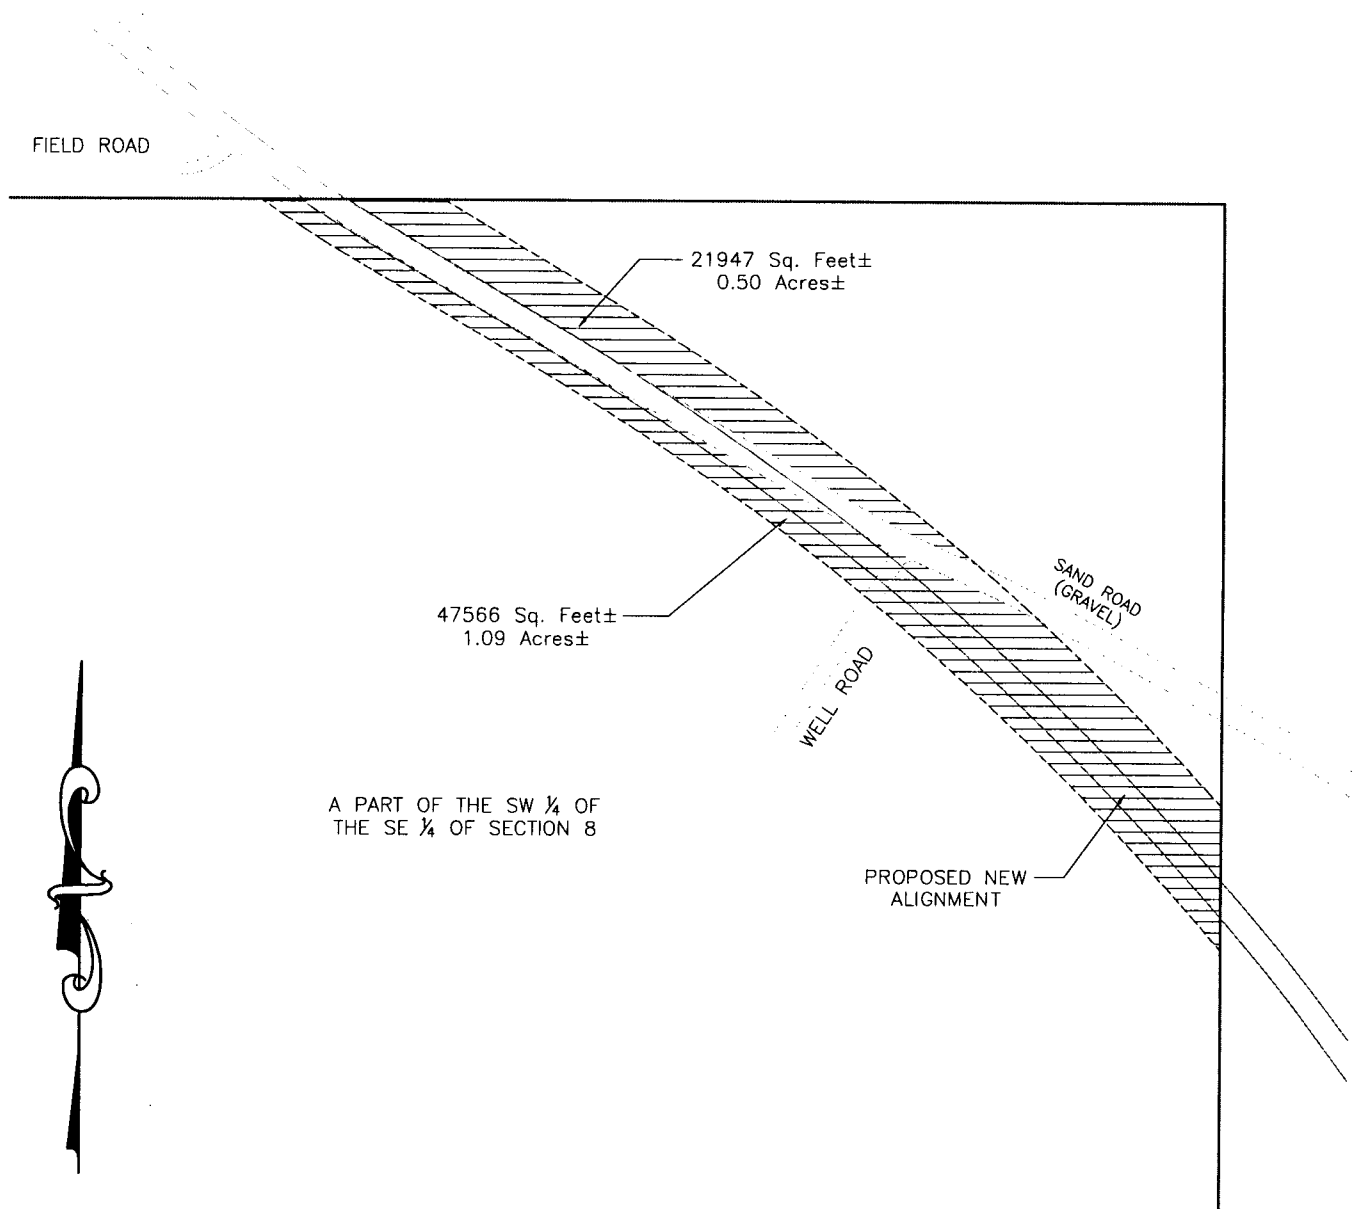 FIELD ROAD
21947 Sq. Feet±
0.50 Acres±
SAND ROAD
(GRAVEL)
47566 Sq. Feet±
1.09 Acres±
WELL ROAD
A PART OF THE SW ¼ OF
THE SE ¼ OF SECTION 8
PROPOSED NEW
ALIGNMENT